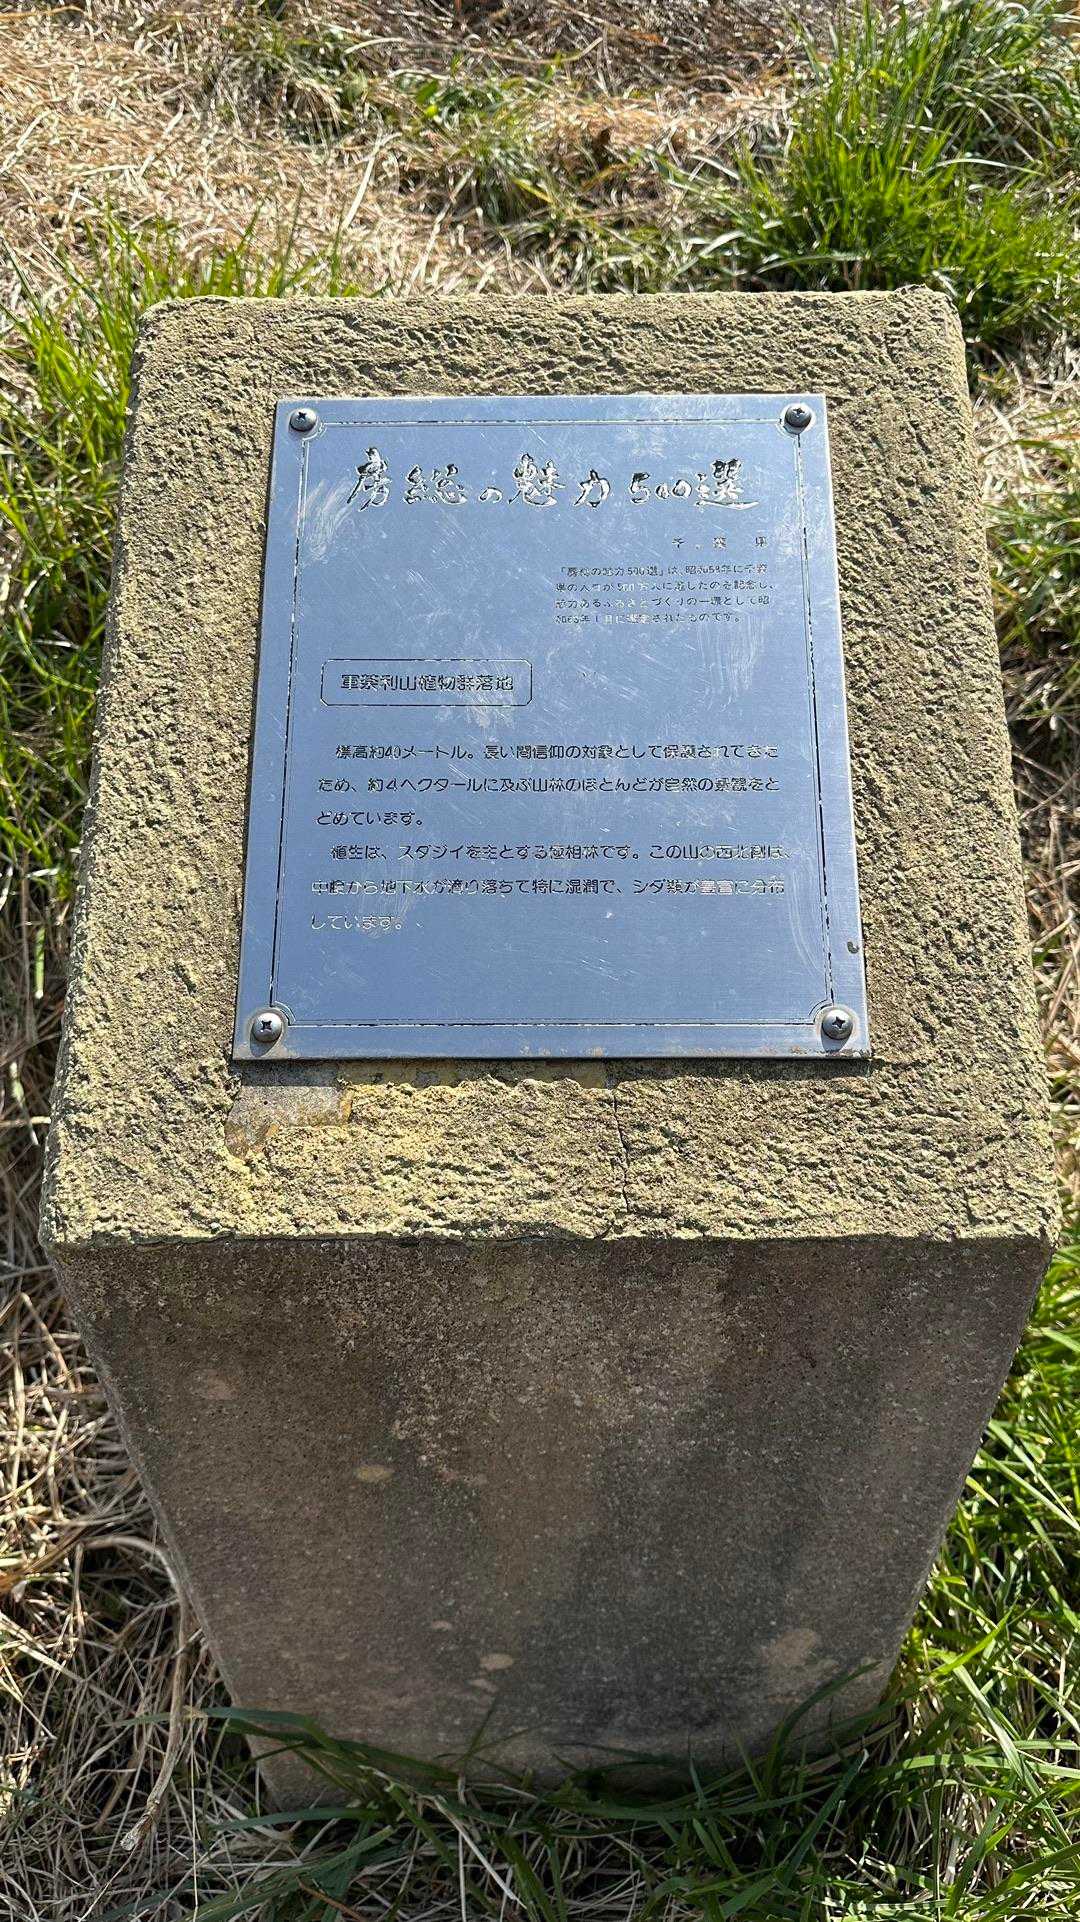 房総の魅力500選
千葉県
「房総の魅力500選」は、昭和58年に千葉
県の人口が500万人に達したのを記念し、
魅力あるふるさとづくりの一環として昭
年1月に選定されたものです。
軍荼利山植物群落地
標高約40メートル。長い間信仰の対象として保護されてきた
ため、約4ヘクタールに及ぶ山林のほとんどが自然の景観をと
どめています。
植生は、スダジイを主とする極相林です。この山の西北側は、
中腹から地下水が滴り落ちて特に湿潤で、シダ類が豊富に分布
しています。